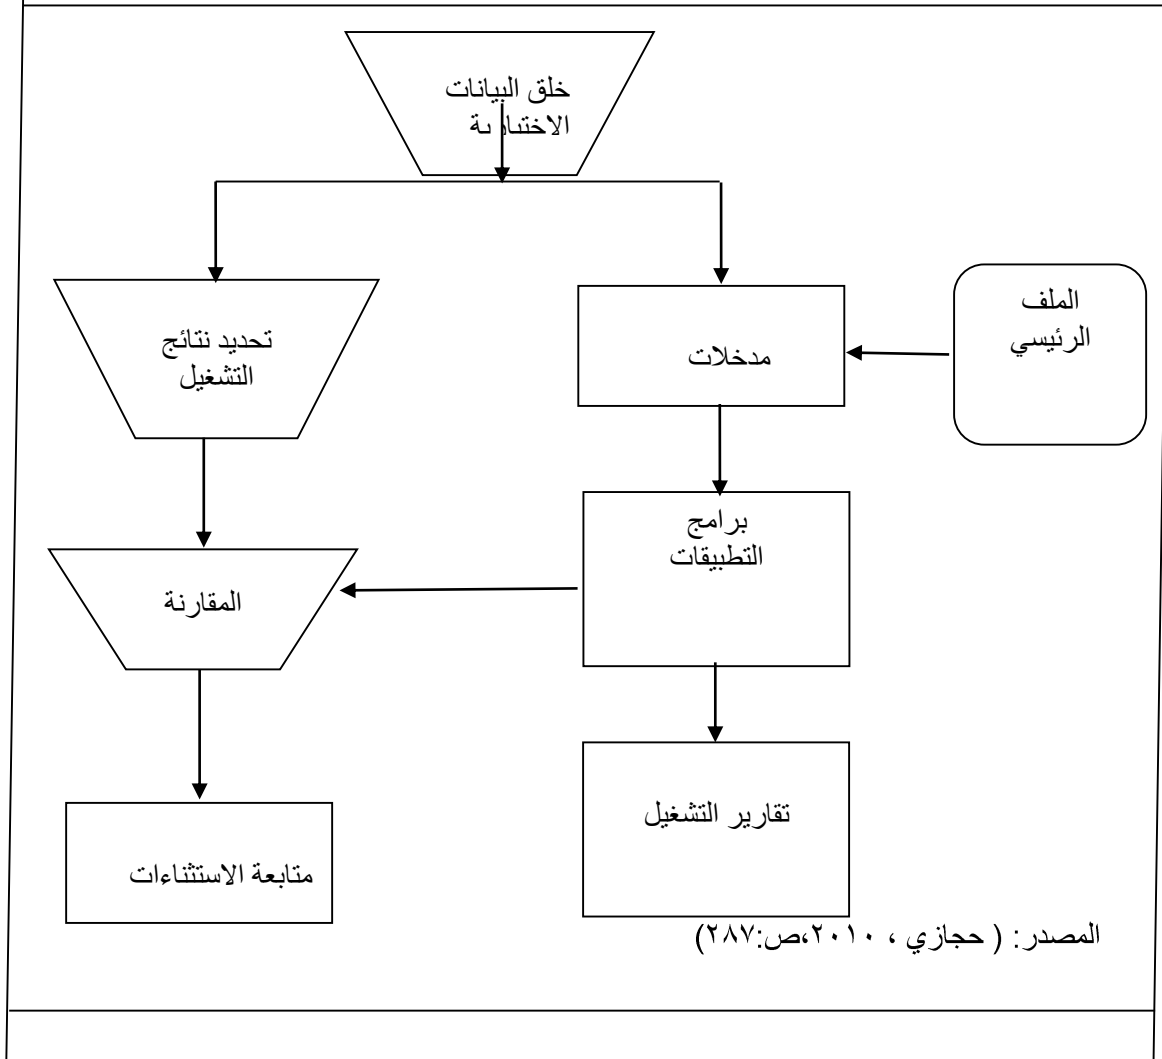 خلق البيانات
الاختبارية
الملف
الرئيسي
مدخلات
تحديد نتائج
التشغيل
برامج
التطبيقات
المقارنة
تقارير التشغيل
متابعة الاستثناءات
المصدر: ( حجازي ، ٢٠١٠،ص:٢٨٧)